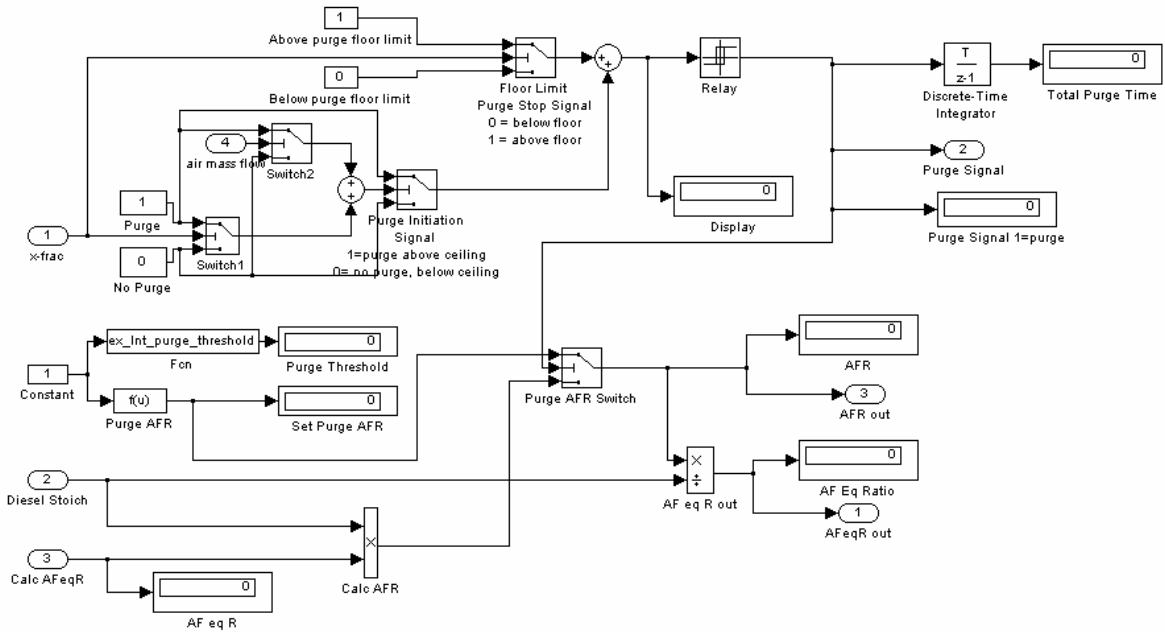 1
Above purge floor limit
0
Below purge floor limit
Floor Limit
Purge Stop Signal
0 = below floor
1 = above floor
+
+
Relay
T
z-1
Discrete-Time
Integrator
0
Total Purge Time
4
air mass flow
Switch2
+
+
2
Purge Signal
1
Purge
1
x-frac
0
No Purge
Switch1
Purge Initiation
Signal
1=purge above ceiling
0= no purge, below ceiling
0
Display
0
Purge Signal 1=purge
1
Constant
ex_Int_purge_threshold
Fcn
0
Purge Threshold
f(u)
Purge AFR
0
Set Purge AFR
Purge AFR Switch
0
AFR
3
AFR out
2
Diesel Stoich
×
÷
AF eq R out
0
AF Eq Ratio
1
AFeqR out
3
Calc AFeqR
×
Calc AFR
0
AF eq R